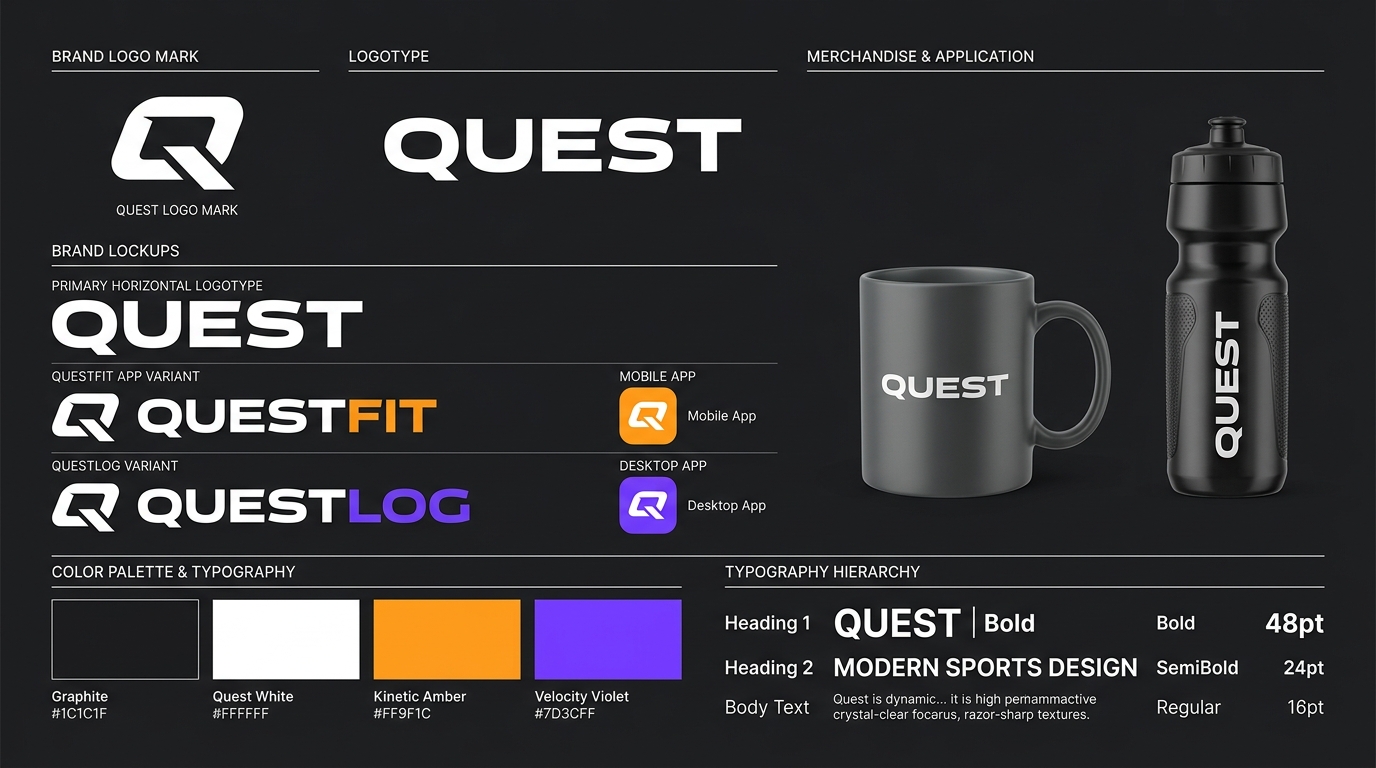 BRAND LOGO MARK
QUEST LOGO MARK
LOGOTYPE
QUEST
MERCHANDISE & APPLICATION
QUEST
QUEST
BRAND LOCKUPS
PRIMARY HORIZONTAL LOGOTYPE
QUEST
QUESTFIT APP VARIANT
Q QUESTFIT
MOBILE APP
Mobile App
QUESTLOG VARIANT
Q QUESTLOG
DESKTOP APP
Desktop App
COLOR PALETTE & TYPOGRAPHY
Graphite
#1C1C1F
Quest White
#FFFFFF
Kinetic Amber
#FF9F1C
Velocity Violet
#7D3CFF
TYPOGRAPHY HIERARCHY
Heading 1 QUEST | Bold Bold 48pt
Heading 2 MODERN SPORTS DESIGN SemiBold 24pt
Body Text Quest is dynamic... it is high pernammactive
crystal-clear focarus, razor-sharp textures. Regular 16pt